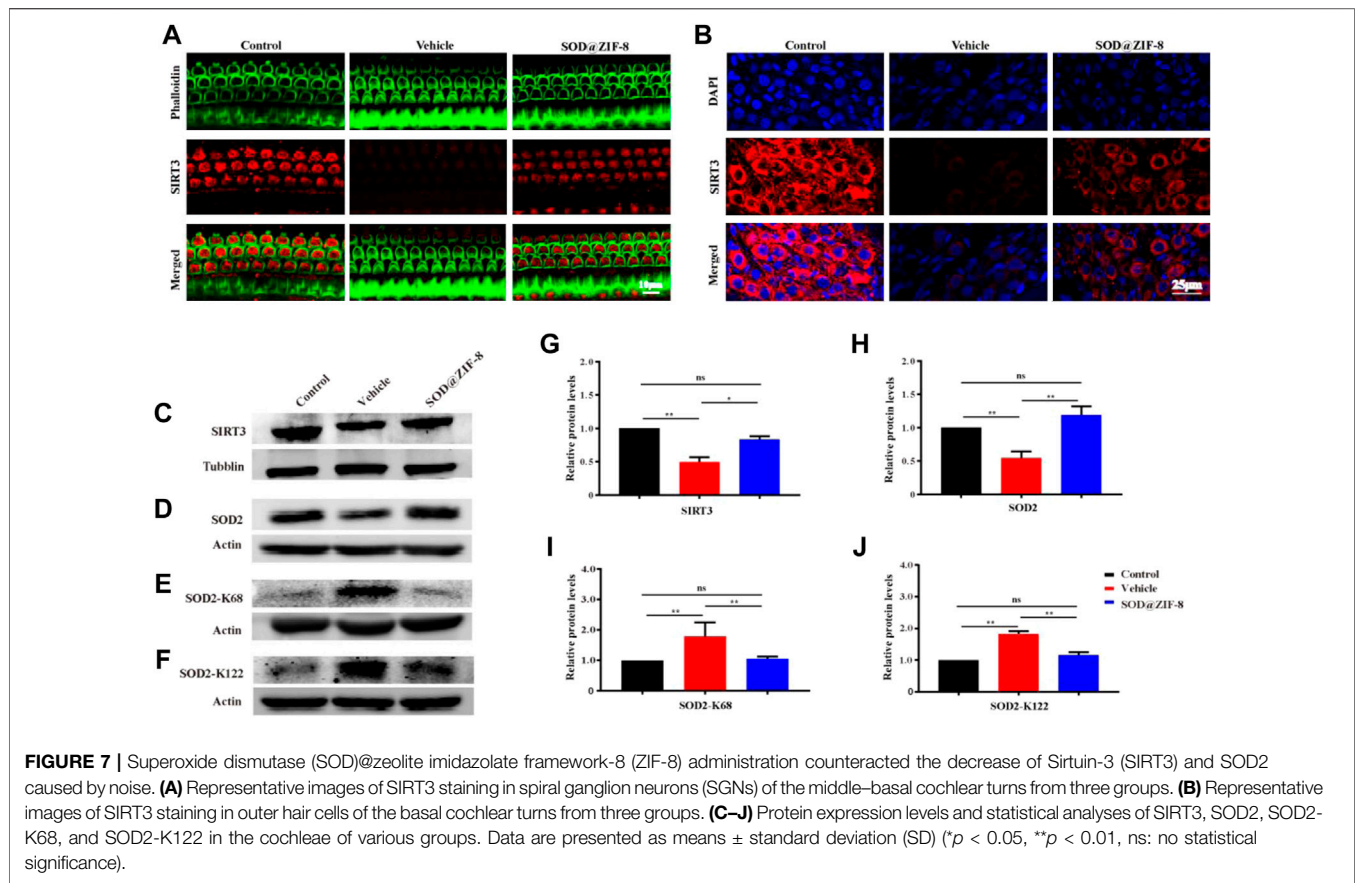 A
Control
Vehicle
SOD@ZIF-8
Phalloidin
SIRT3
Merged
10μm
B
Control
Vehicle
SOD@ZIF-8
DAPI
SIRT3
Merged
25μm
Control
Vehicle
SOD@ZIF-8
C
SIRT3
Tubblin
D
SOD2
Actin
E
SOD2-K68
Actin
F
SOD2-K122
Actin
G
Relative protein levels
2.0
1.5
1.0
0.5
0
ns
**
*
SIRT3
H
Relative protein levels
2.0
1.5
1.0
0.5
0
ns
**
**
SOD2
I
Relative protein levels
4.0
3.0
2.0
1.0
0
ns
**
**
SOD2-K68
J
Relative protein levels
4.0
3.0
2.0
1.0
0
ns
**
**
SOD2-K122
Control
Vehicle
SOD@ZIF-8
FIGURE 7 | Superoxide dismutase (SOD)@zeolite imidazolate framework-8 (ZIF-8) administration counteracted the decrease of Sirtuin-3 (SIRT3) and SOD2
caused by noise. (A) Representative images of SIRT3 staining in spiral ganglion neurons (SGNs) of the middle–basal cochlear turns from three groups. (B) Representative
images of SIRT3 staining in outer hair cells of the basal cochlear turns from three groups. (C–J) Protein expression levels and statistical analyses of SIRT3, SOD2, SOD2-
K68, and SOD2-K122 in the cochleae of various groups. Data are presented as means ± standard deviation (SD) (*p < 0.05, **p < 0.01, ns: no statistical
significance).